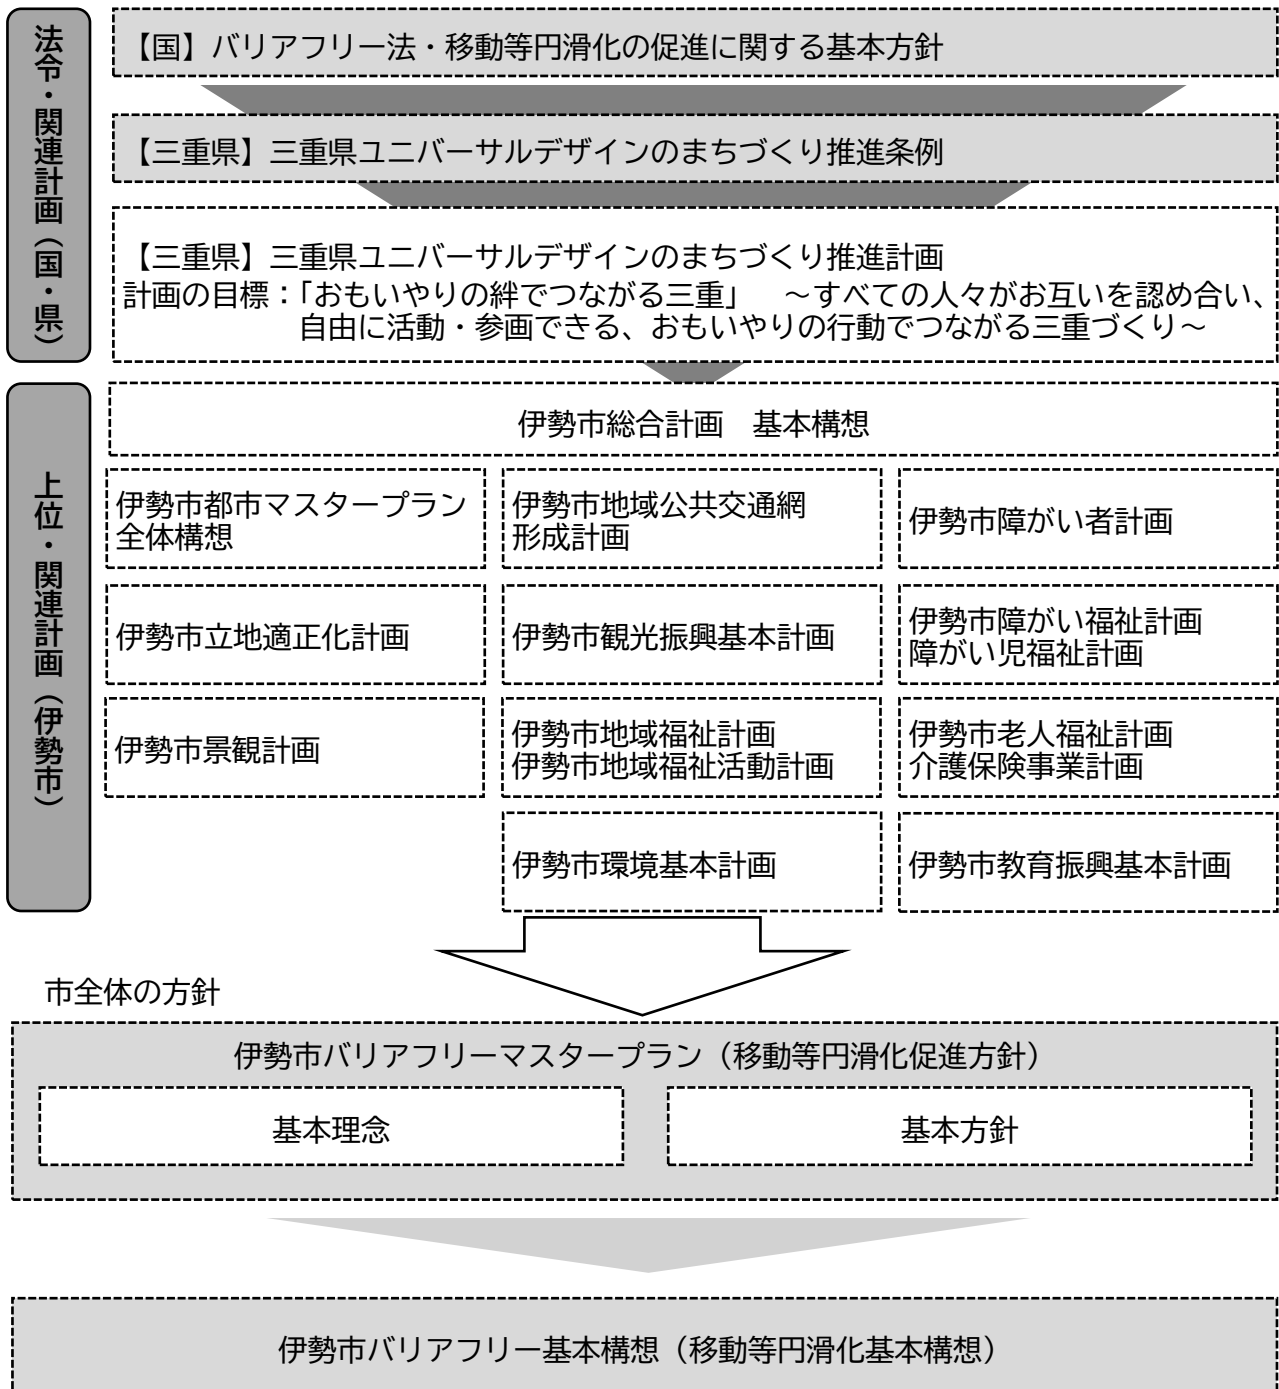 法令・関連計画（国・県）
【国】バリアフリー法・移動等円滑化の促進に関する基本方針
【三重県】三重県ユニバーサルデザインのまちづくり推進条例
【三重県】三重県ユニバーサルデザインのまちづくり推進計画
計画の目標：「おもいやりの絆でつながる三重」　～すべての人々がお互いを認め合い、
自由に活動・参画できる、おもいやりの行動でつながる三重づくり～
上位・関連計画（伊勢市）
伊勢市総合計画　基本構想
伊勢市都市マスタープラン
全体構想
伊勢市地域公共交通網
形成計画
伊勢市障がい者計画
伊勢市立地適正化計画
伊勢市観光振興基本計画
伊勢市障がい福祉計画
障がい児福祉計画
伊勢市景観計画
伊勢市地域福祉計画
伊勢市地域福祉活動計画
伊勢市老人福祉計画
介護保険事業計画
伊勢市環境基本計画
伊勢市教育振興基本計画
市全体の方針
伊勢市バリアフリーマスタープラン（移動等円滑化促進方針）
基本理念
基本方針
伊勢市バリアフリー基本構想（移動等円滑化基本構想）